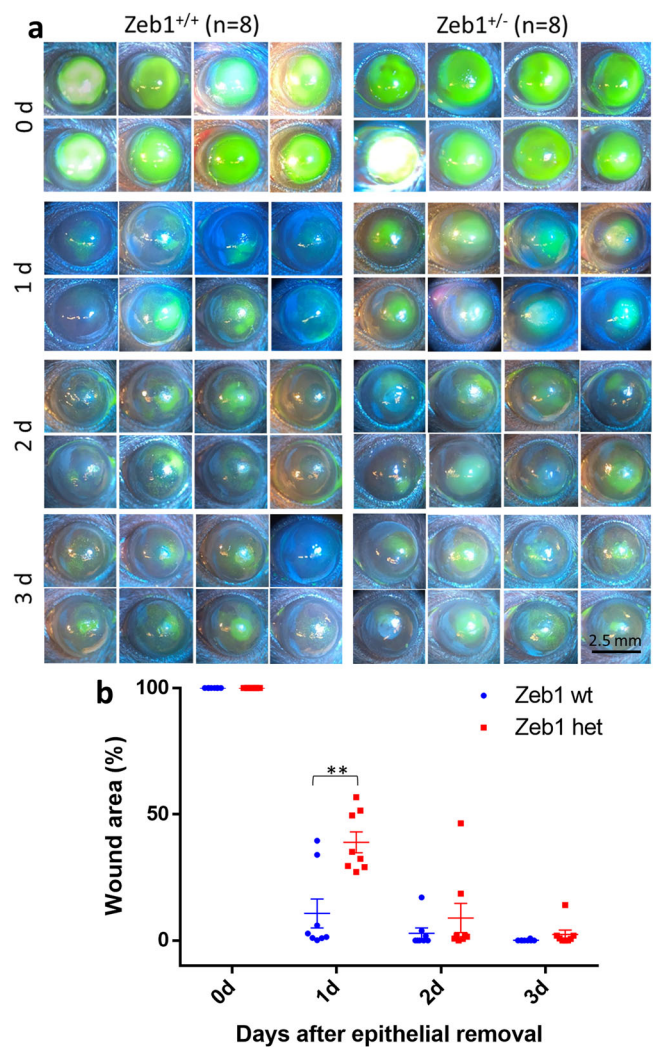 a
Zeb1+/+ (n=8)
Zeb1+/- (n=8)
0 d
1 d
2 d
3 d
2.5 mm
b
Zeb1 wt
Zeb1 het
Wound area (%)
100
50
0
**
0d
1d
2d
3d
Days after epithelial removal